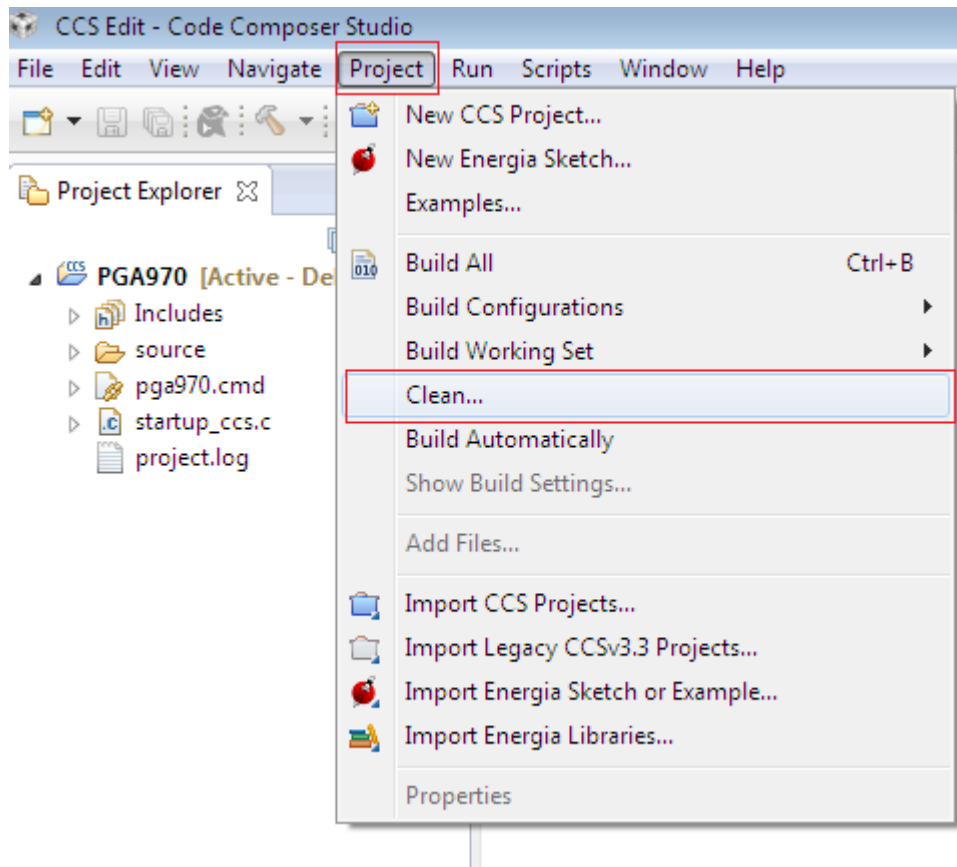 CCS Edit - Code Composer Studio
File Edit View Navigate Project Run Scripts Window Help
Project Explorer
PGA970 [Active - De
Includes
source
pga970.cmd
startup_ccs.c
project.log
New CCS Project...
New Energia Sketch...
Examples...
Build All Ctrl+B
Build Configurations
Build Working Set
Clean...
Build Automatically
Show Build Settings...
Add Files...
Import CCS Projects...
Import Legacy CCSv3.3 Projects...
Import Energia Sketch or Example...
Import Energia Libraries...
Properties